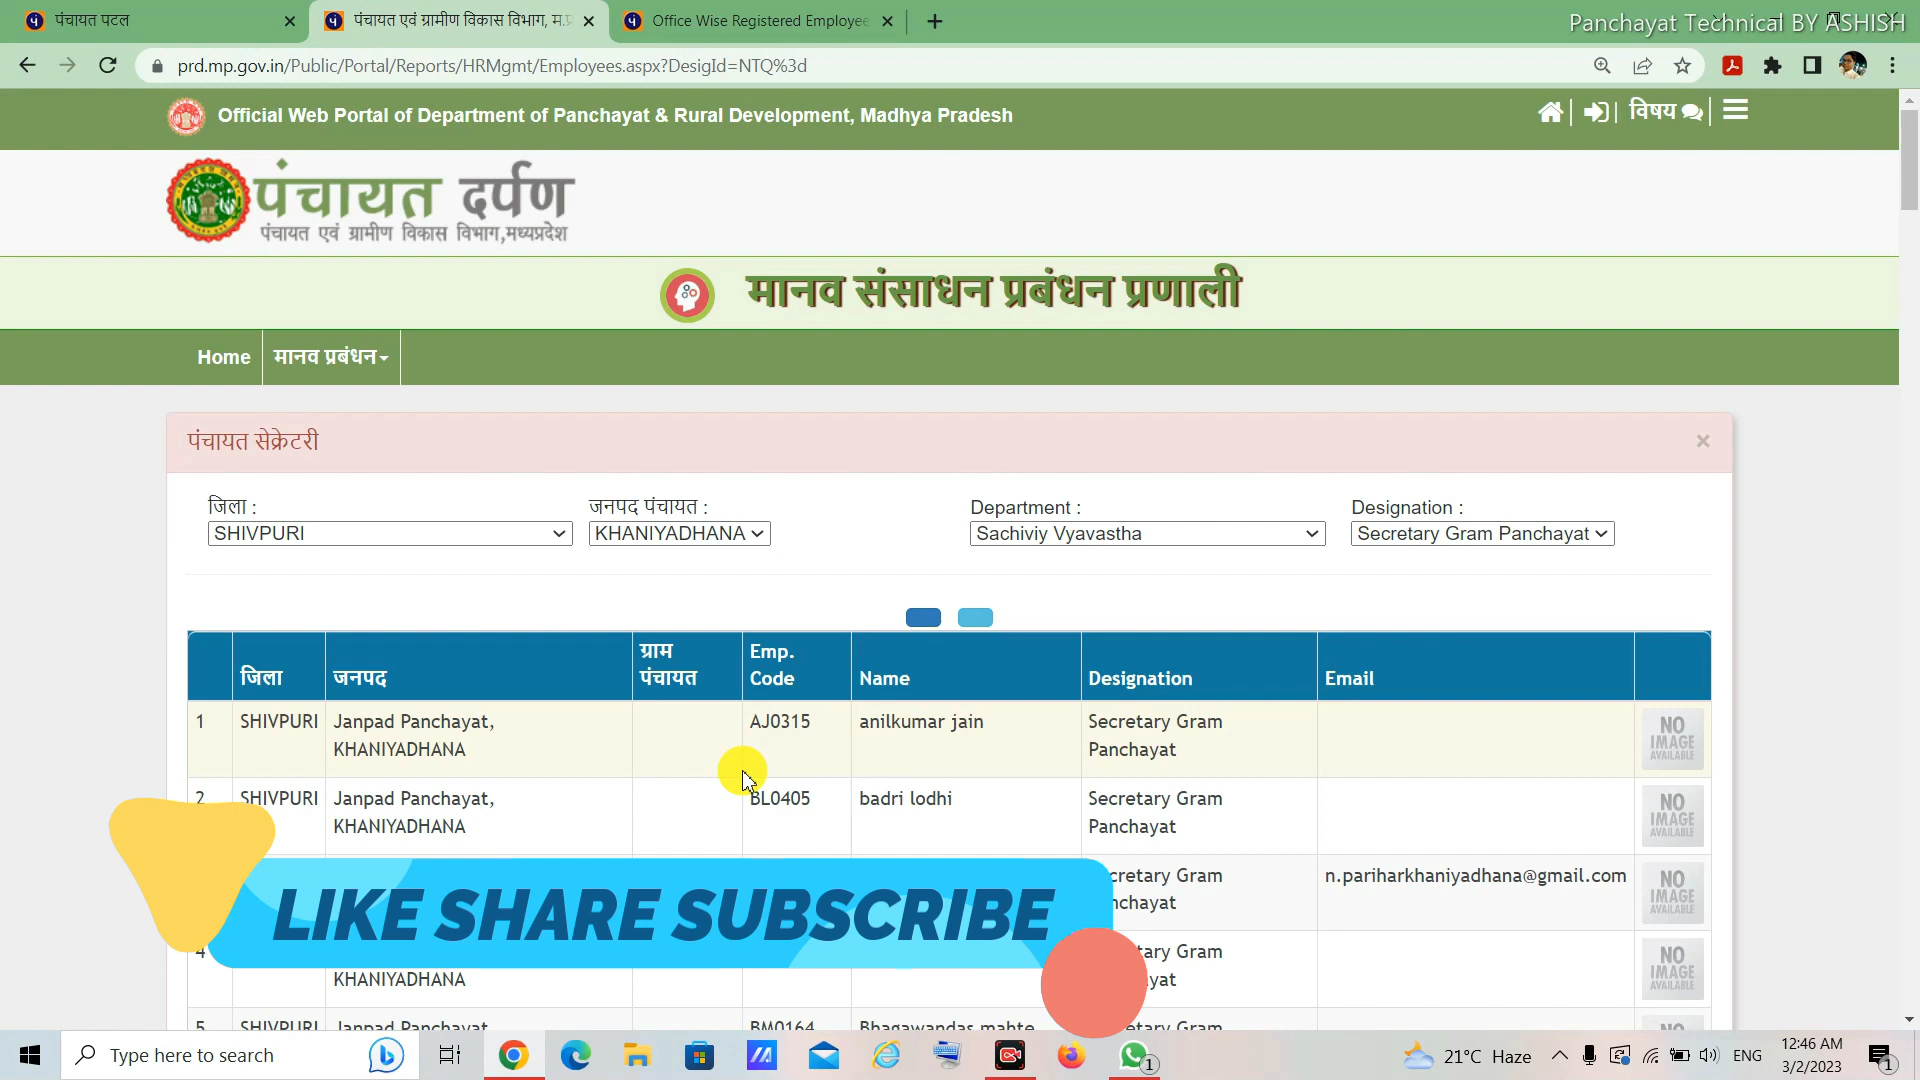 पंचायत पटल
पंचायत एवं ग्रामीण विकास विभाग, म.प्र
Office Wise Registered Employee
Panchayat Technical BY ASHISH
prd.mp.gov.in/Public/Portal/Reports/HRMgmt/Employees.aspx?DesigId=NTQ%3d
Official Web Portal of Department of Panchayat & Rural Development, Madhya Pradesh
विषय
पंचायत दर्पण
पंचायत एवं ग्रामीण विकास विभाग,मध्यप्रदेश
मानव संसाधन प्रबंधन प्रणाली
Home
मानव प्रबंधन
पंचायत सेक्रेटरी
जिला :
जनपद पंचायत :
Department :
Designation :
SHIVPURI
KHANIYADHANA
Sachiviy Vyavastha
Secretary Gram Panchayat
जिला
जनपद
ग्राम
पंचायत
Emp.
Code
Name
Designation
Email
1
SHIVPURI
Janpad Panchayat,
KHANIYADHANA
AJ0315
anilkumar jain
Secretary Gram
Panchayat
NO
IMAGE
AVAILABLE
2
SHIVPURI
Janpad Panchayat,
KHANIYADHANA
BL0405
badri lodhi
Secretary Gram
Panchayat
NO
IMAGE
AVAILABLE
n.pariharkhaniyadhana@gmail.com
NO
IMAGE
AVAILABLE
LIKE SHARE SUBSCRIBE
4
KHANIYADHANA
Gram
NO
IMAGE
AVAILABLE
5
SHIVPURI
Janpad Panchayat,
BM0164
Bhagawandas mahte
Gram
NO
Type here to search
21°C Haze
ENG
12:46 AM
3/2/2023
1
1